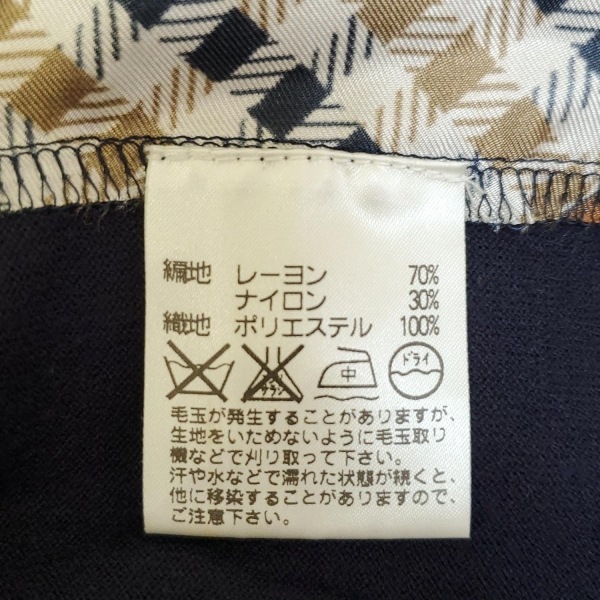 編地 レーヨン 70%
ナイロン 30%
織地 ポリエステル 100%
中 ドライ
毛玉が発生することがありますが、
生地をいためないように毛玉取り
機などで刈り取って下さい。
汗や水などで濡れた状態が続くと、
他に移染することがありますので、
ご注意下さい。